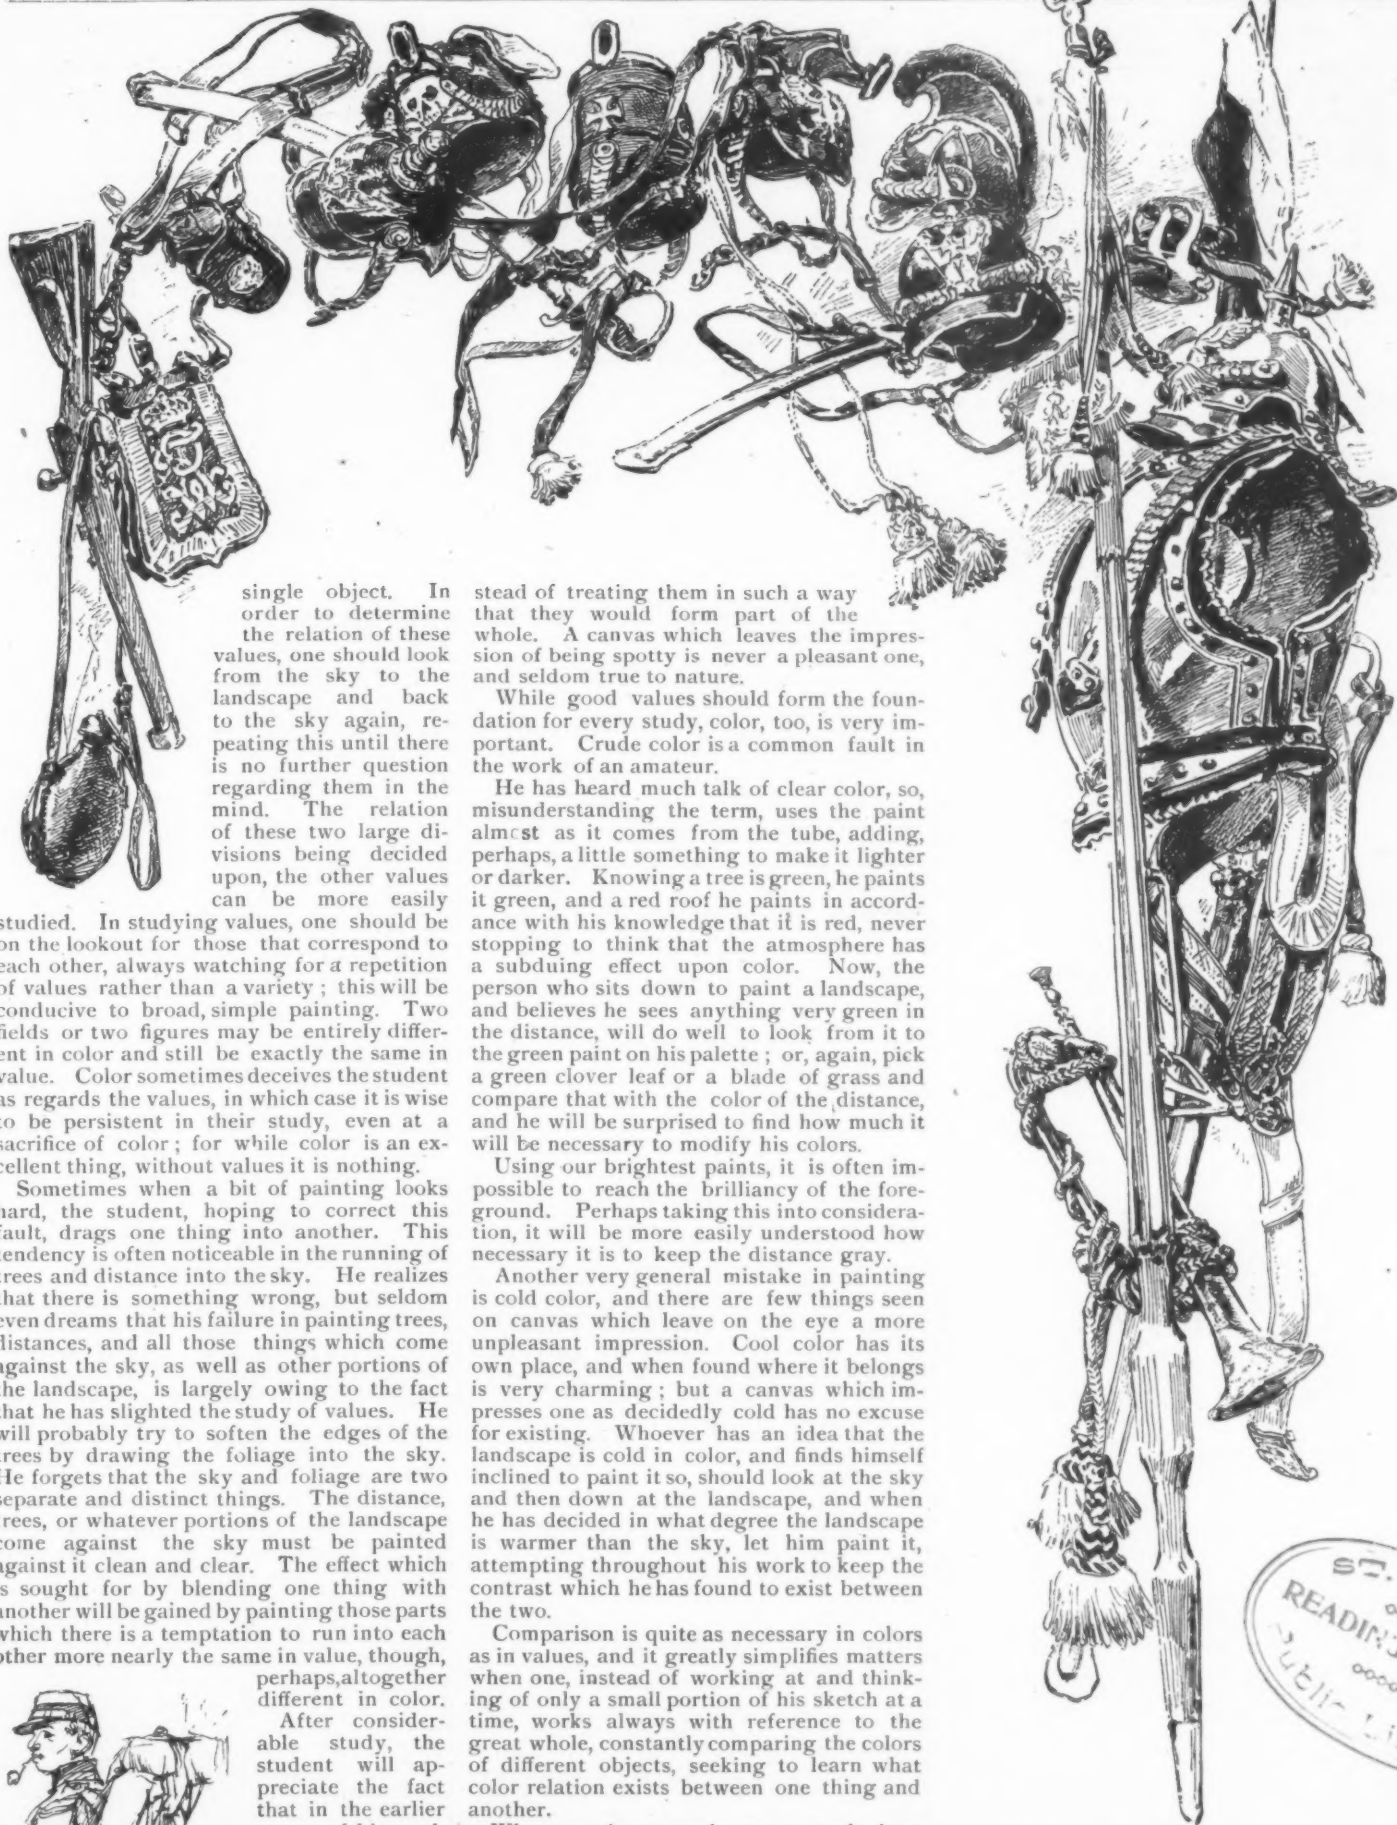 single object. In
order to determine
the relation of these
values, one should look
from the sky to the
landscape and back
to the sky again, re-
peating this until there
is no further question
regarding them in the
mind. The relation
of these two large di-
visions being decided
upon, the other values
can be more easily
studied. In studying values, one should be
on the lookout for those that correspond to
each other, always watching for a repetition
of values rather than a variety ; this will be
conducive to broad, simple painting. Two
fields or two figures may be entirely differ-
ent in color and still be exactly the same in
value. Color sometimes deceives the student
as regards the values, in which case it is wise
to be persistent in their study, even at a
sacrifice of color ; for while color is an ex-
cellent thing, without values it is nothing.
Sometimes when a bit of painting looks
hard, the student, hoping to correct this
fault, drags one thing into another. This
tendency is often noticeable in the running of
trees and distance into the sky. He realizes
that there is something wrong, but seldom
even dreams that his failure in painting trees,
distances, and all those things which come
against the sky, as well as other portions of
the landscape, is largely owing to the fact
that he has slighted the study of values. He
will probably try to soften the edges of the
trees by drawing the foliage into the sky.
He forgets that the sky and foliage are two
separate and distinct things. The distance,
trees, or whatever portions of the landscape
come against the sky must be painted
against it clean and clear. The effect which
is sought for by blending one thing with
another will be gained by painting those parts
which there is a temptation to run into each
other more nearly the same in value, though,
perhaps, altogether
different in color.
After consider-
able study, the
student will ap-
preciate the fact
that in the earlier
stead of treating them in such a way
that they would form part of the
whole. A canvas which leaves the impres-
sion of being spotty is never a pleasant one,
and seldom true to nature.
While good values should form the foun-
dation for every study, color, too, is very im-
portant. Crude color is a common fault in
the work of an amateur.
He has heard much talk of clear color, so,
misunderstanding the term, uses the paint
almost as it comes from the tube, adding,
perhaps, a little something to make it lighter
or darker. Knowing a tree is green, he paints
it green, and a red roof he paints in accord-
ance with his knowledge that it is red, never
stopping to think that the atmosphere has
a subduing effect upon color. Now, the
person who sits down to paint a landscape,
and believes he sees anything very green in
the distance, will do well to look from it to
the green paint on his palette ; or, again, pick
a green clover leaf or a blade of grass and
compare that with the color of the distance,
and he will be surprised to find how much it
will be necessary to modify his colors.
Using our brightest paints, it is often im-
possible to reach the brilliancy of the fore-
ground. Perhaps taking this into considera-
tion, it will be more easily understood how
necessary it is to keep the distance gray.
Another very general mistake in painting
is cold color, and there are few things seen
on canvas which leave on the eye a more
unpleasant impression. Cool color has its
own place, and when found where it belongs
is very charming ; but a canvas which im-
presses one as decidedly cold has no excuse
for existing. Whoever has an idea that the
landscape is cold in color, and finds himself
inclined to paint it so, should look at the sky
and then down at the landscape, and when
he has decided in what degree the landscape
is warmer than the sky, let him paint it,
attempting throughout his work to keep the
contrast which he has found to exist between
the two.
Comparison is quite as necessary in colors
as in values, and it greatly simplifies matters
when one, instead of working at and think-
ing of only a small portion of his sketch at a
time, works always with reference to the
great whole, constantly comparing the colors
of different objects, seeking to learn what
color relation exists between one thing and
another.
READING
Public